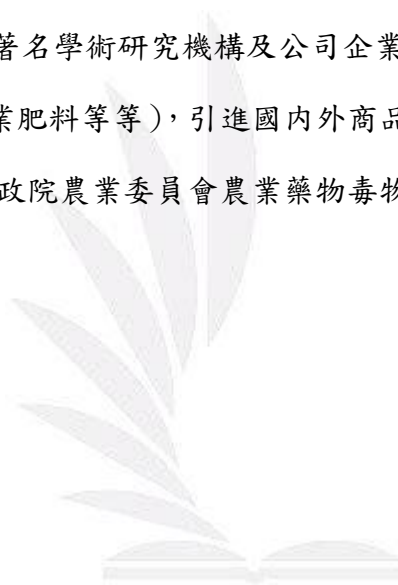 著名學術研究機構及公司企業
業肥料等等),引進國內外商品
政院農業委員會農業藥物毒物